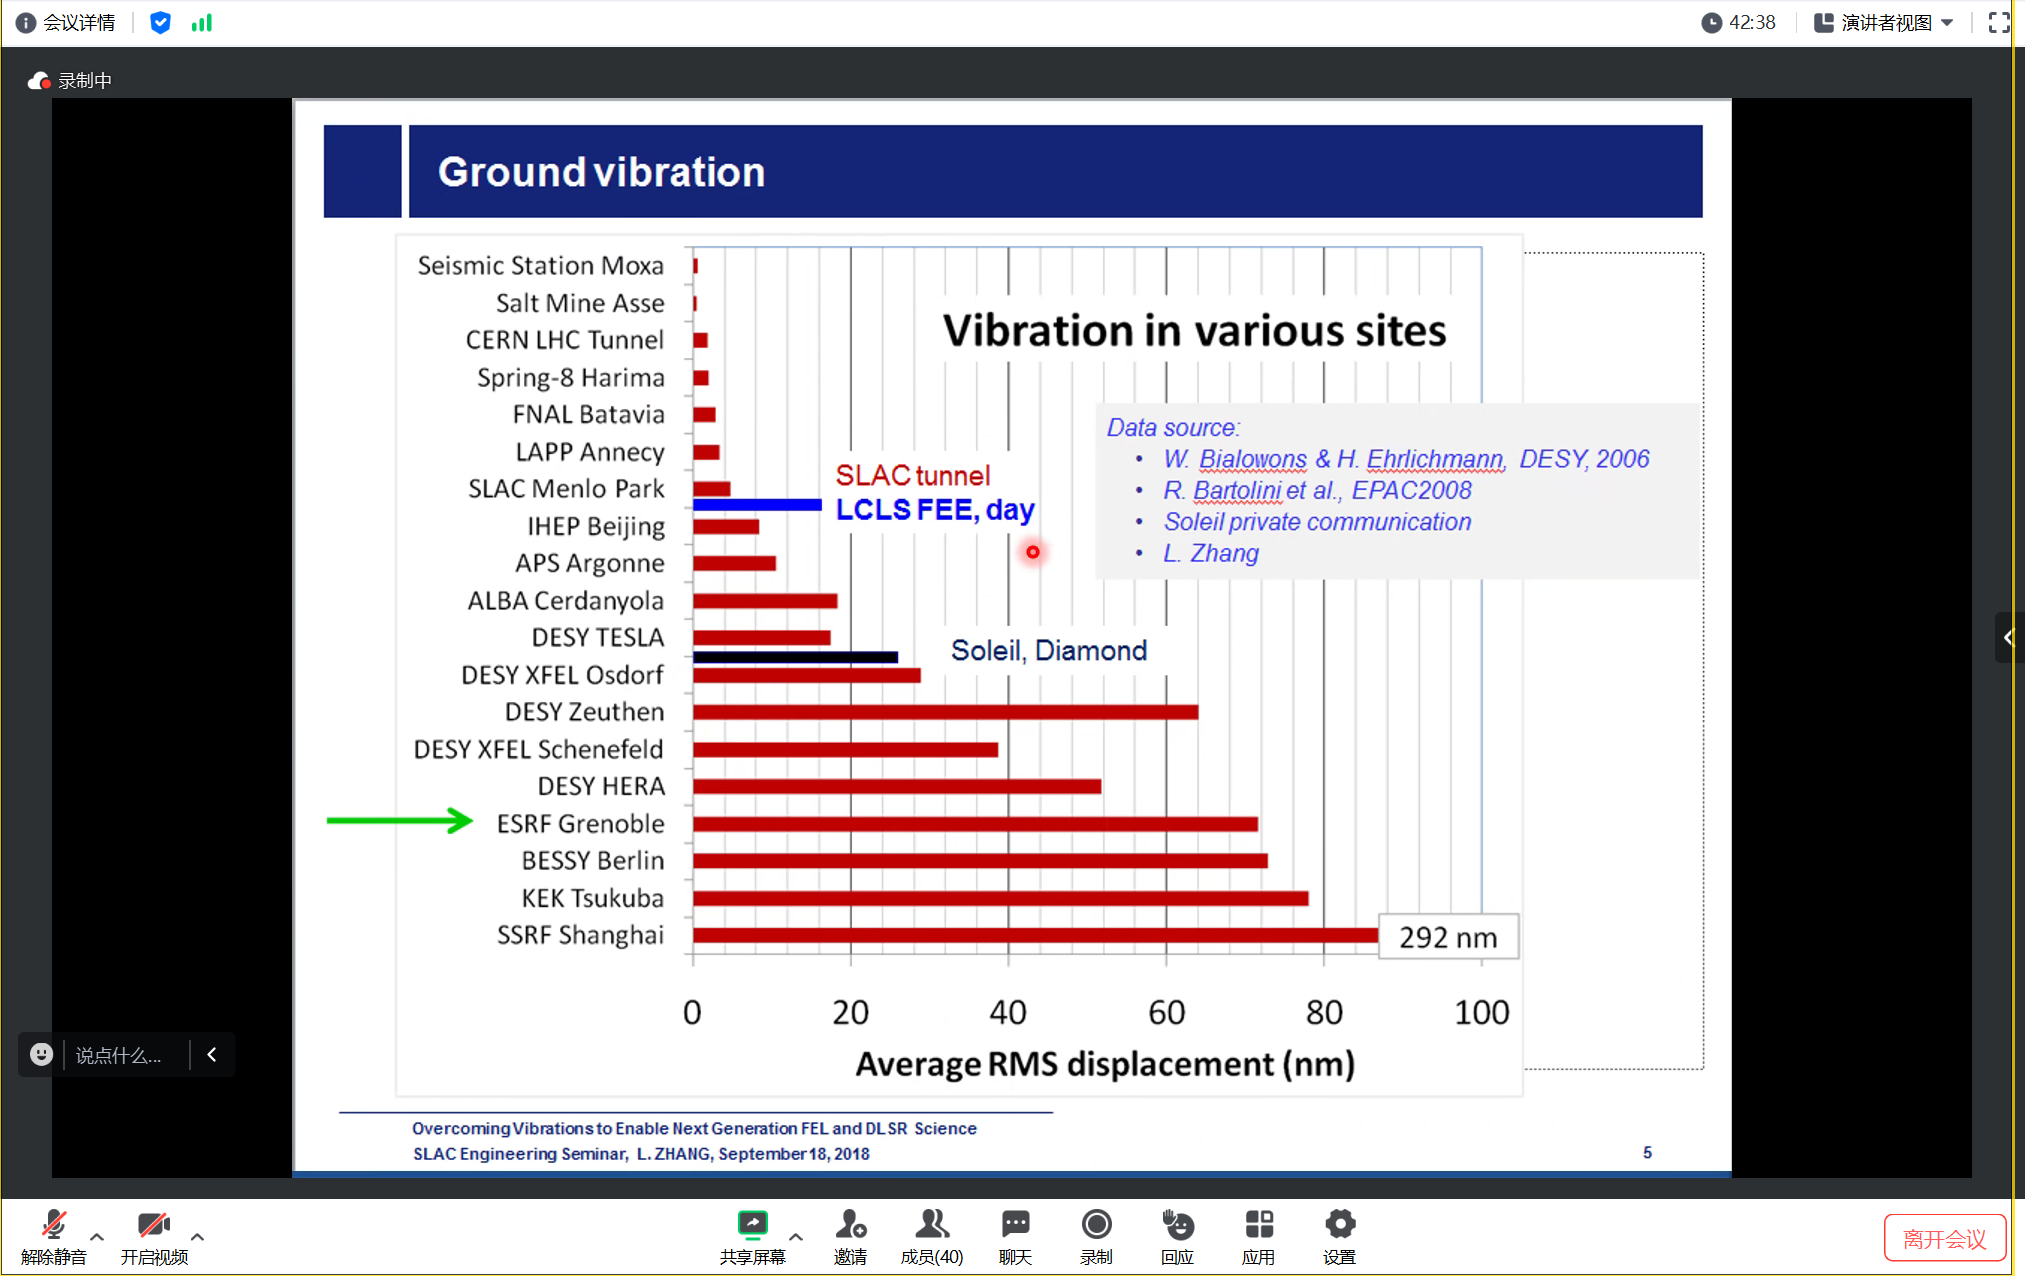 会议详情
42:38
演讲者视图
录制中
Ground vibration
Vibration in various sites
Seismic Station Moxa
Salt Mine Asse
CERN LHC Tunnel
Spring-8 Harima
FNAL Batavia
LAPP Annecy
SLAC Menlo Park
IHEP Beijing
APS Argonne
ALBA Cerdanyola
DESY TESLA
DESY XFEL Osdorf
DESY Zeuthen
DESY XFEL Schenefeld
DESY HERA
ESRF Grenoble
BESSY Berlin
KEK Tsukuba
SSRF Shanghai
SLAC tunnel
LCLS FEE, day
Soleil, Diamond
292 nm
Data source:
• W. Bialowons & H. Ehrlichmann, DESY, 2006
• R. Bartolini et al., EPAC2008
• Soleil private communication
• L. Zhang
0 20 40 60 80 100
Average RMS displacement (nm)
说点什么...
Overcoming Vibrations to Enable Next Generation FEL and DLSR Science
SLAC Engineering Seminar, L. ZHANG, September 18, 2018
5
解除静音
开启视频
共享屏幕
邀请
成员(40)
聊天
录制
回应
应用
设置
离开会议